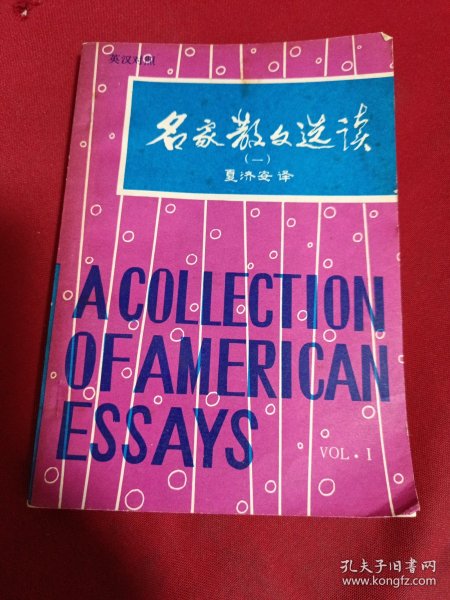 英汉对照
名家散文选读
（一）
夏济安译
A COLLECTION
OF AMERICAN
ESSAYS
VOL·I
孔夫子旧书网
www.kongfz.com